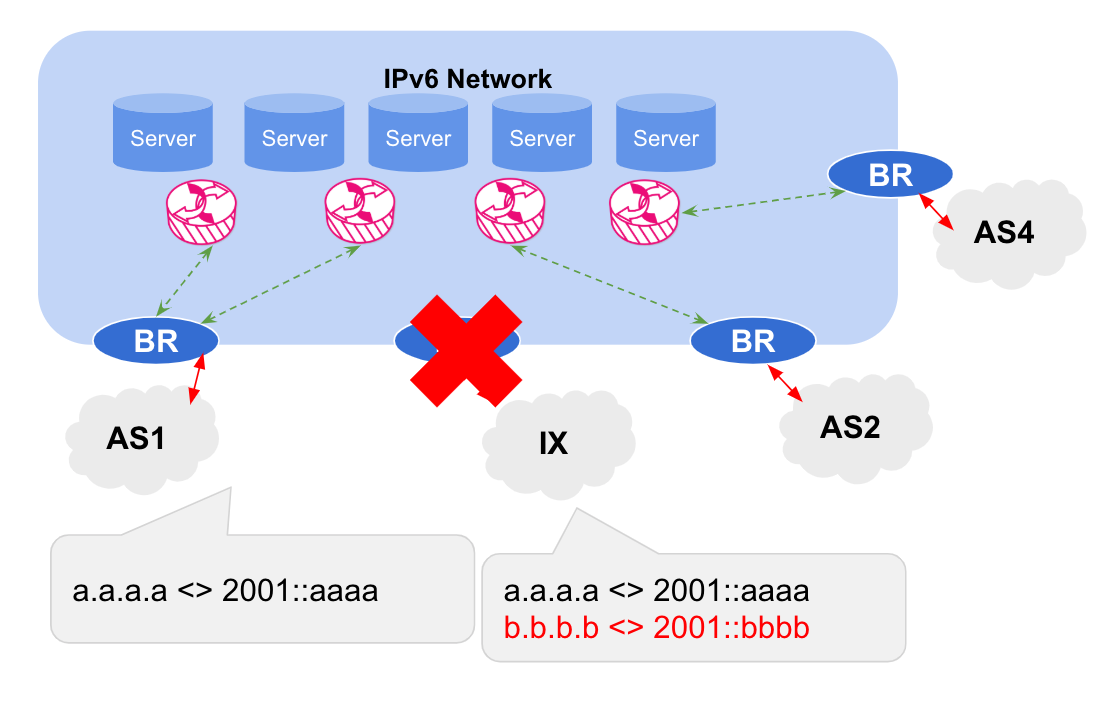 IPv6 Network
Server
Server
Server
Server
Server
BR
AS4
BR
BR
AS1
IX
AS2
a.a.a.a <> 2001::aaaa
a.a.a.a <> 2001::aaaa
b.b.b.b <> 2001::bbbb